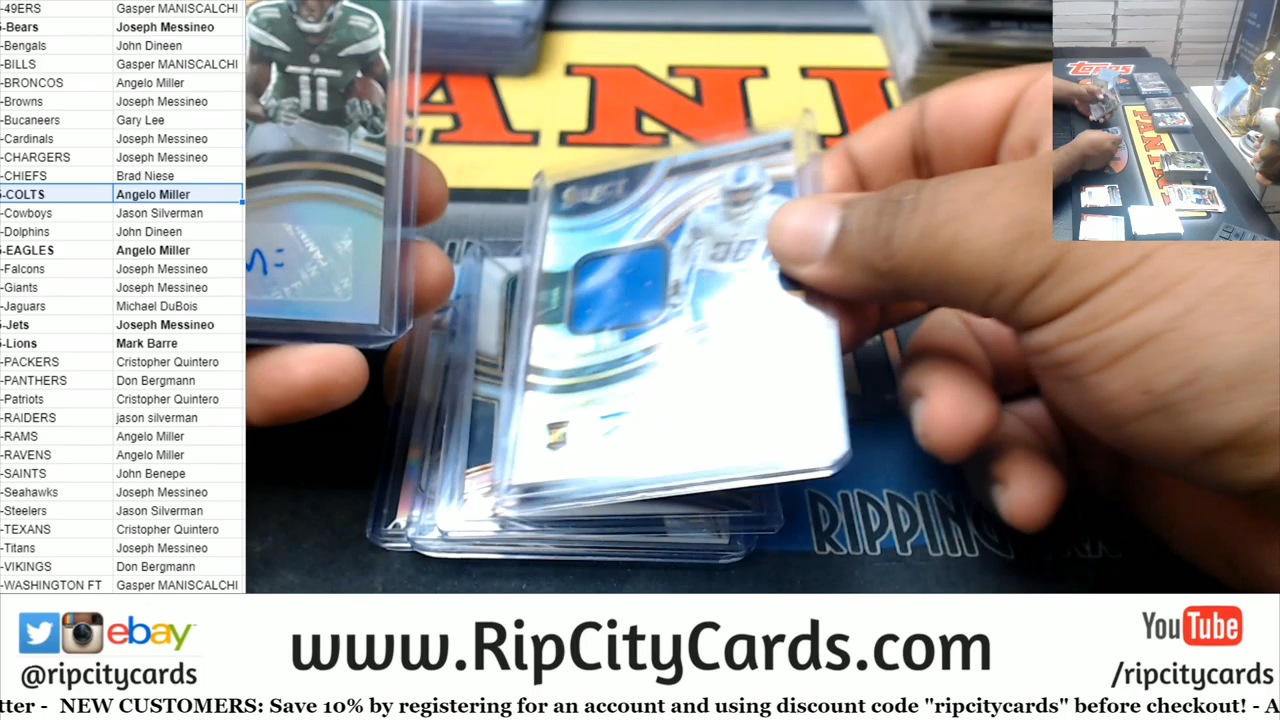 -49ERS Gasper MANISCALCHI
-Bears Joseph Messineo
-Bengals John Dineen
-BILLS Gasper MANISCALCHI
-BRONCOS Angelo Miller
-Browns Joseph Messineo
-Bucaneers Gary Lee
-Cardinals Joseph Messineo
-CHARGERS Joseph Messineo
-CHIEFS Brad Niese
-COLTS Angelo Miller
-Cowboys Jason Silverman
-Dolphins John Dineen
-EAGLES Angelo Miller
-Falcons Joseph Messineo
-Giants Joseph Messineo
-Jaguars Michael DuBois
-Jets Joseph Messineo
-Lions Mark Barre
-PACKERS Cristopher Quintero
-PANTHERS Don Bergmann
-Patriots Cristopher Quintero
-RAIDERS jason silverman
-RAMS Angelo Miller
-RAVENS Angelo Miller
-SAINTS John Benepe
-Seahawks Joseph Messineo
-Steelers Jason Silverman
-TEXANS Cristopher Quintero
-Titans Joseph Messineo
-VIKINGS Don Bergmann
-WASHINGTON FT Gasper MANISCALCHI
11
ANI
SELECT
30
Topps
PANINI
RIPPIN
ebay
@ripcitycards
www.RipCityCards.com
YouTube
/ripcitycards
tter - NEW CUSTOMERS: Save 10% by registering for an account and using discount code "ripcitycards" before checkout! - A